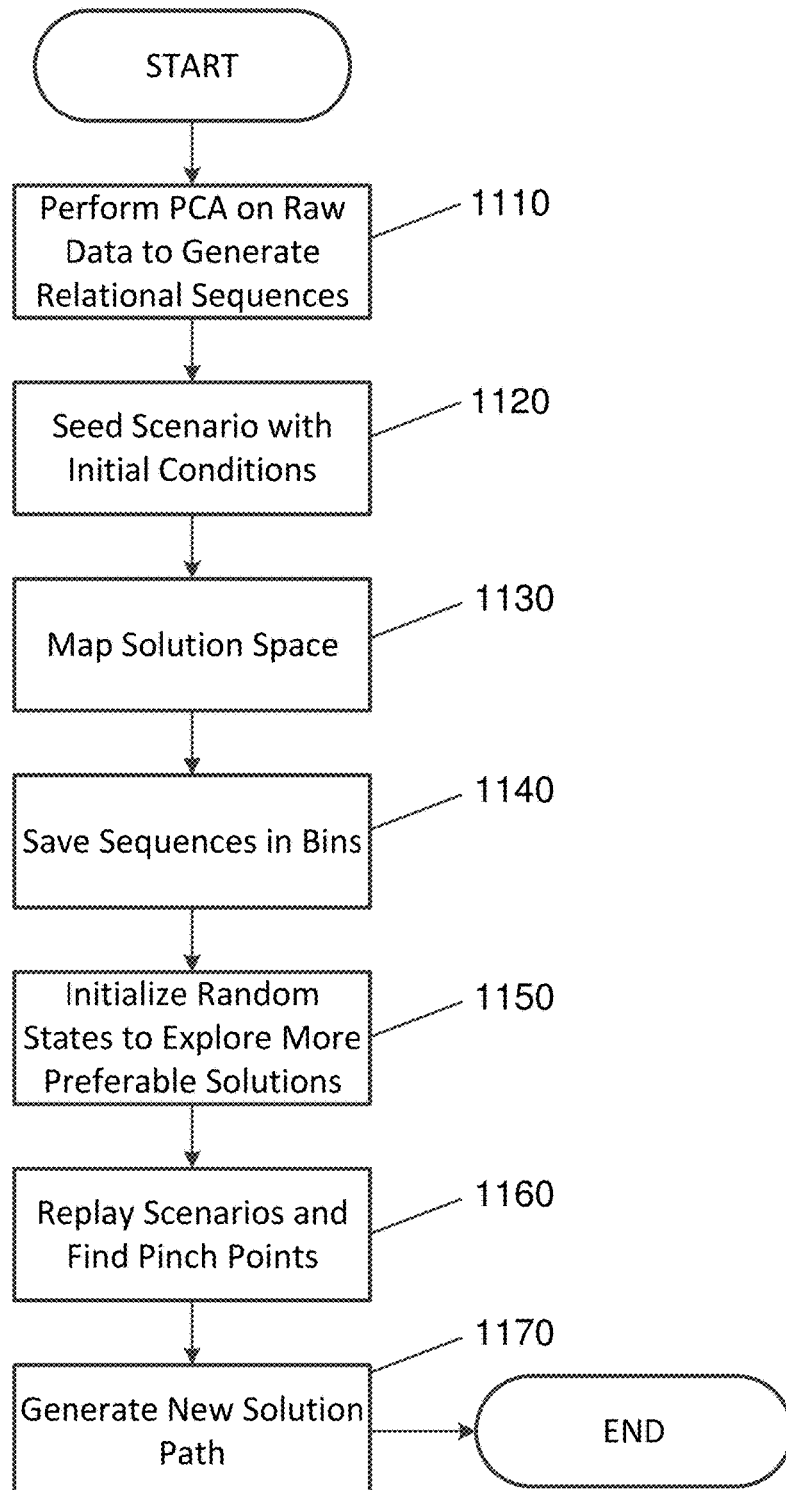 START
Perform PCA on Raw
Data to Generate
Relational Sequences
1110
Seed Scenario with
Initial Conditions
1120
Map Solution Space
1130
Save Sequences in Bins
1140
Initialize Random
States to Explore More
Preferable Solutions
1150
Replay Scenarios and
Find Pinch Points
1160
Generate New Solution
Path
1170
END